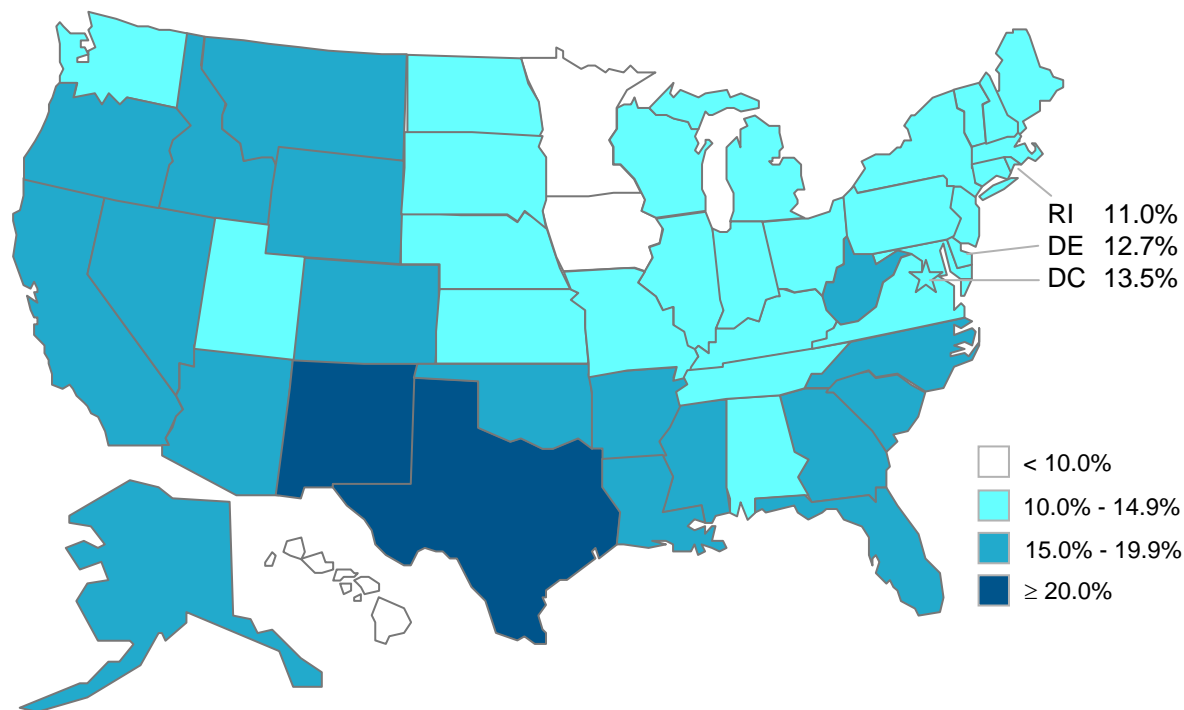 RI 11.0%
DE 12.7%
DC 13.5%
< 10.0%
10.0% - 14.9%
15.0% - 19.9%
≥ 20.0%